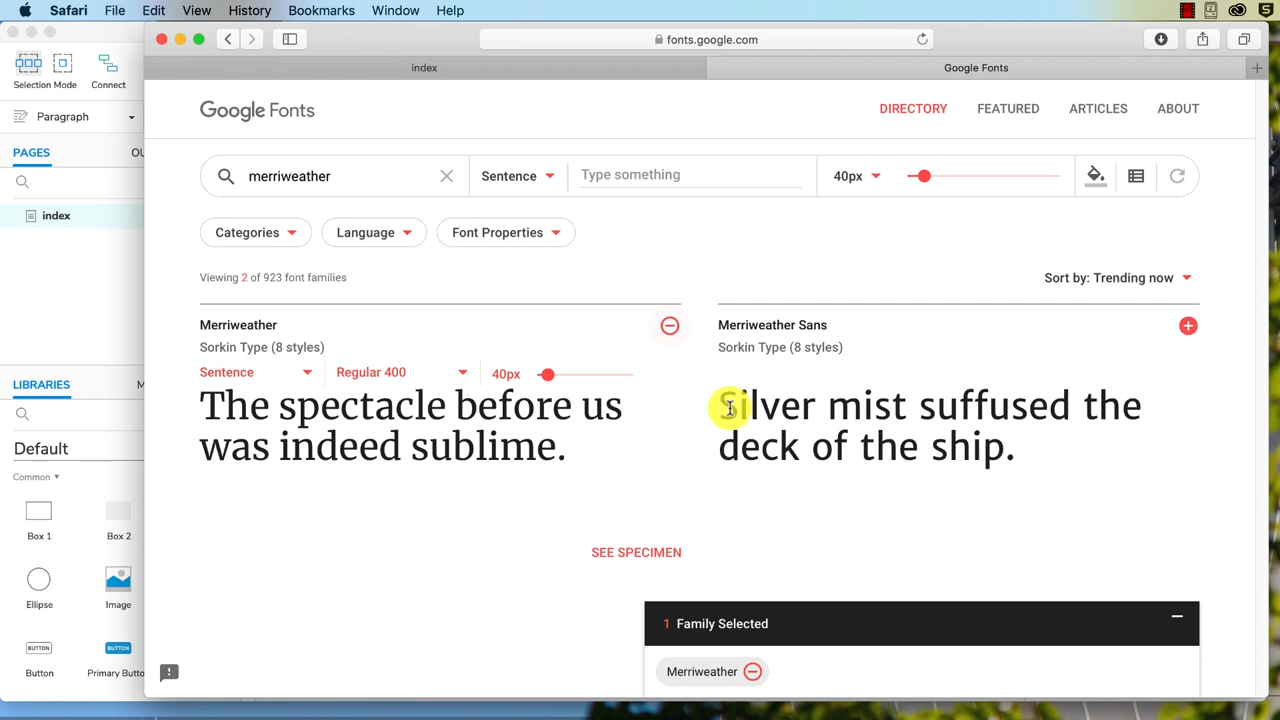 Safari File Edit View History Bookmarks Window Help
fonts.google.com
index
Google Fonts
Selection Mode
Connect
Paragraph
PAGES
OU
index
LIBRARIES
M
Default
Common
Box 1
Box 2
Ellipse
Image
BUTTON
BUTTON
Button
Primary Butto
Google Fonts
DIRECTORY
FEATURED
ARTICLES
ABOUT
merriweather
Sentence
Type something
40px
Categories
Language
Font Properties
Viewing 2 of 923 font families
Sort by: Trending now
Merriweather
Sorkin Type (8 styles)
Sentence
Regular 400
40px
The spectacle before us
was indeed sublime.
Merriweather Sans
Sorkin Type (8 styles)
Silver mist suffused the
deck of the ship.
SEE SPECIMEN
1 Family Selected
Merriweather